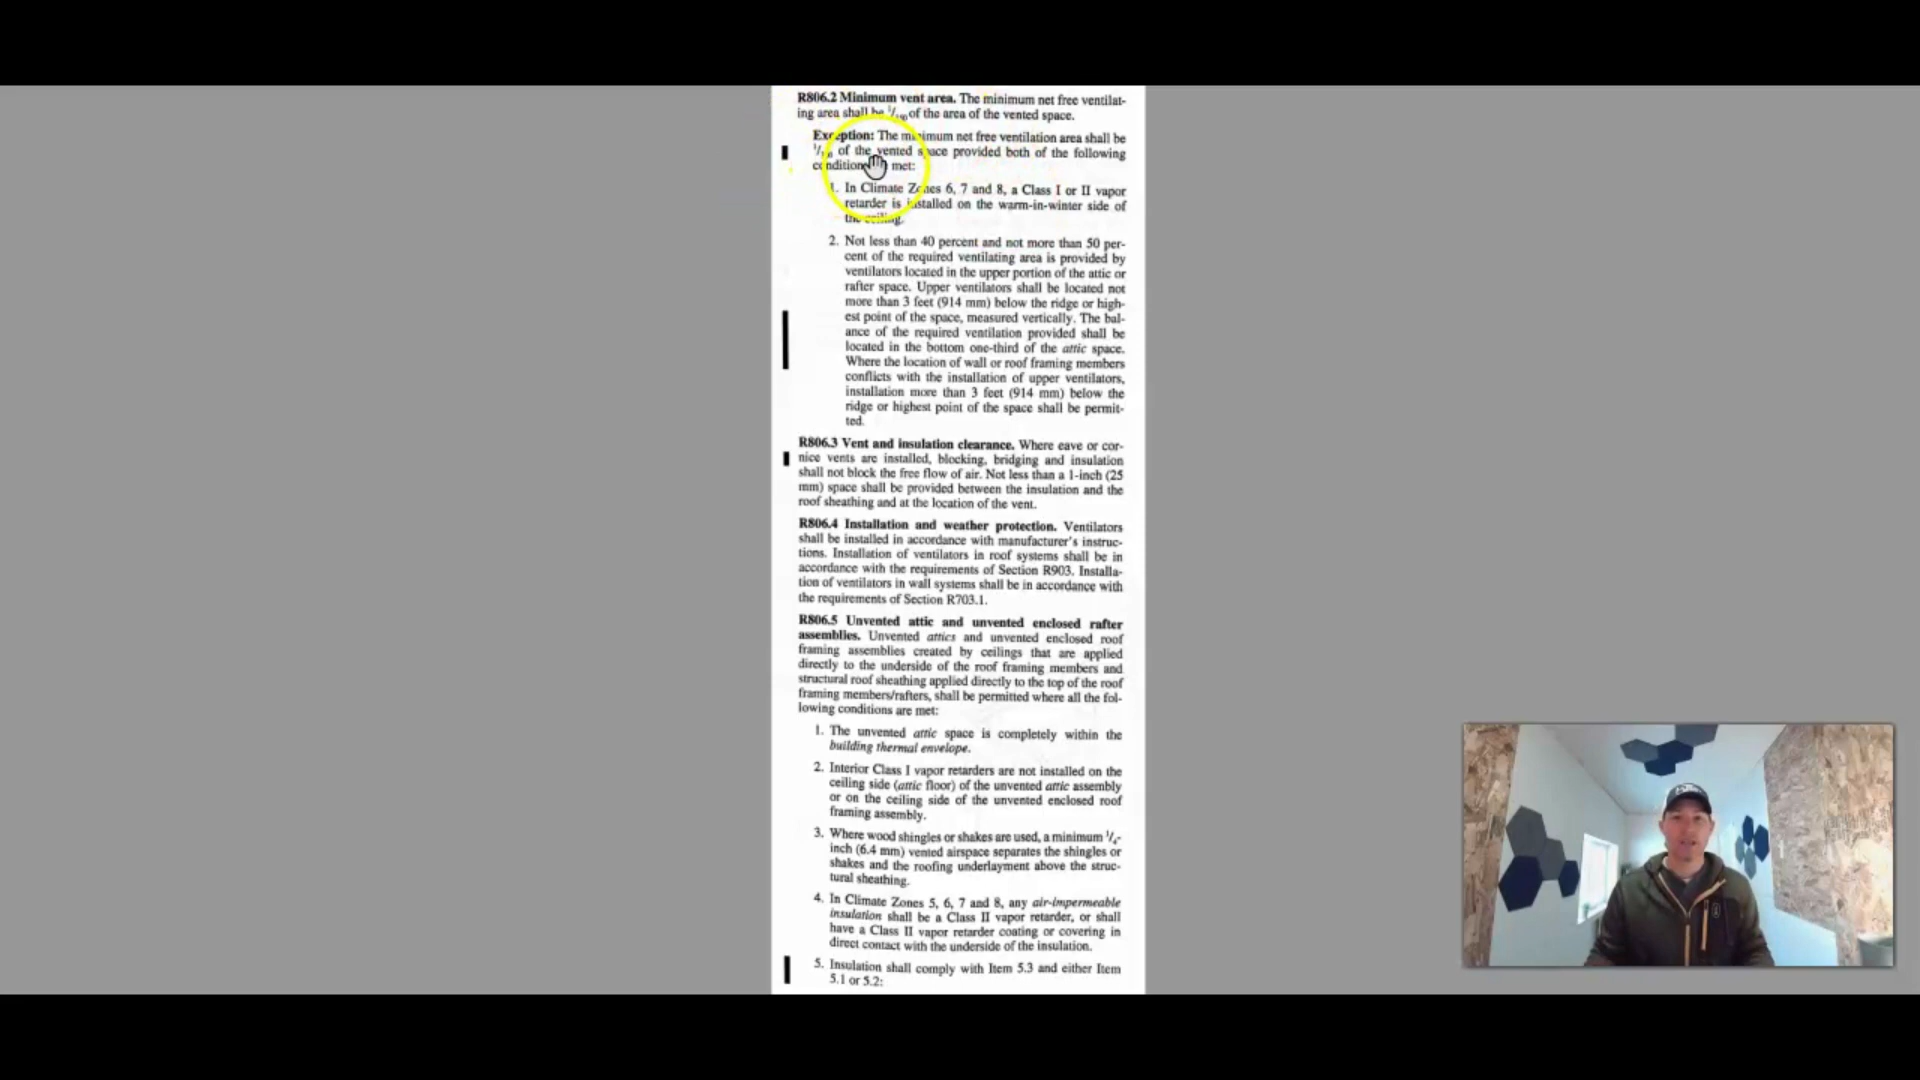 R806.2 Minimum vent area. The minimum net free ventilat-
ing area shall be of the area of the vented space.
Exception: The minimum net free ventilation area shall be
of the vented space provided both of the following
conditions met:
1. In Climate Zones 6, 7 and 8, a Class I or II vapor
retarder is installed on the warm-in-winter side of
the ceiling.
2. Not less than 40 percent and not more than 50 per-
cent of the required ventilating area is provided by
ventilators located in the upper portion of the attic or
rafter space. Upper ventilators shall be located not
more than 3 feet (914 mm) below the ridge or high-
est point of the space, measured vertically. The bal-
ance of the required ventilation provided shall be
located in the bottom one-third of the attic space.
Where the location of wall or roof framing members
conflicts with the installation of upper ventilators,
installation more than 3 feet (914 mm) below the
ridge or highest point of the space shall be permit-
ted.
R806.3 Vent and insulation clearance. Where eave or cor-
nice vents are installed, blocking, bridging and insulation
shall not block the free flow of air. Not less than a 1-inch (25
mm) space shall be provided between the insulation and the
roof sheathing and at the location of the vent.
R806.4 Installation and weather protection. Ventilators
shall be installed in accordance with manufacturer's instruc-
tions. Installation of ventilators in roof systems shall be in
accordance with the requirements of Section R903. Installa-
tion of ventilators in wall systems shall be in accordance with
the requirements of Section R703.1.
R806.5 Unvented attic and unvented enclosed rafter
assemblies. Unvented attics and unvented enclosed roof
framing assemblies created by ceilings that are applied
directly to the underside of the roof framing members and
structural roof sheathing applied directly to the top of the roof
framing members/rafters, shall be permitted where all the fol-
lowing conditions are met:
1. The unvented attic space is completely within the
building thermal envelope.
2. Interior Class I vapor retarders are not installed on the
ceiling side (attic floor) of the unvented attic assembly
or on the ceiling side of the unvented enclosed roof
framing assembly.
3. Where wood shingles or shakes are used, a minimum 1/4-
inch (6.4 mm) vented airspace separates the shingles or
shakes and the roofing underlayment above the struc-
tural sheathing.
4. In Climate Zones 5, 6, 7 and 8, any air-impermeable
insulation shall be a Class II vapor retarder, or shall
have a Class II vapor retarder coating or covering in
direct contact with the underside of the insulation.
5. Insulation shall comply with Item 5.3 and either Item
5.1 or 5.2: